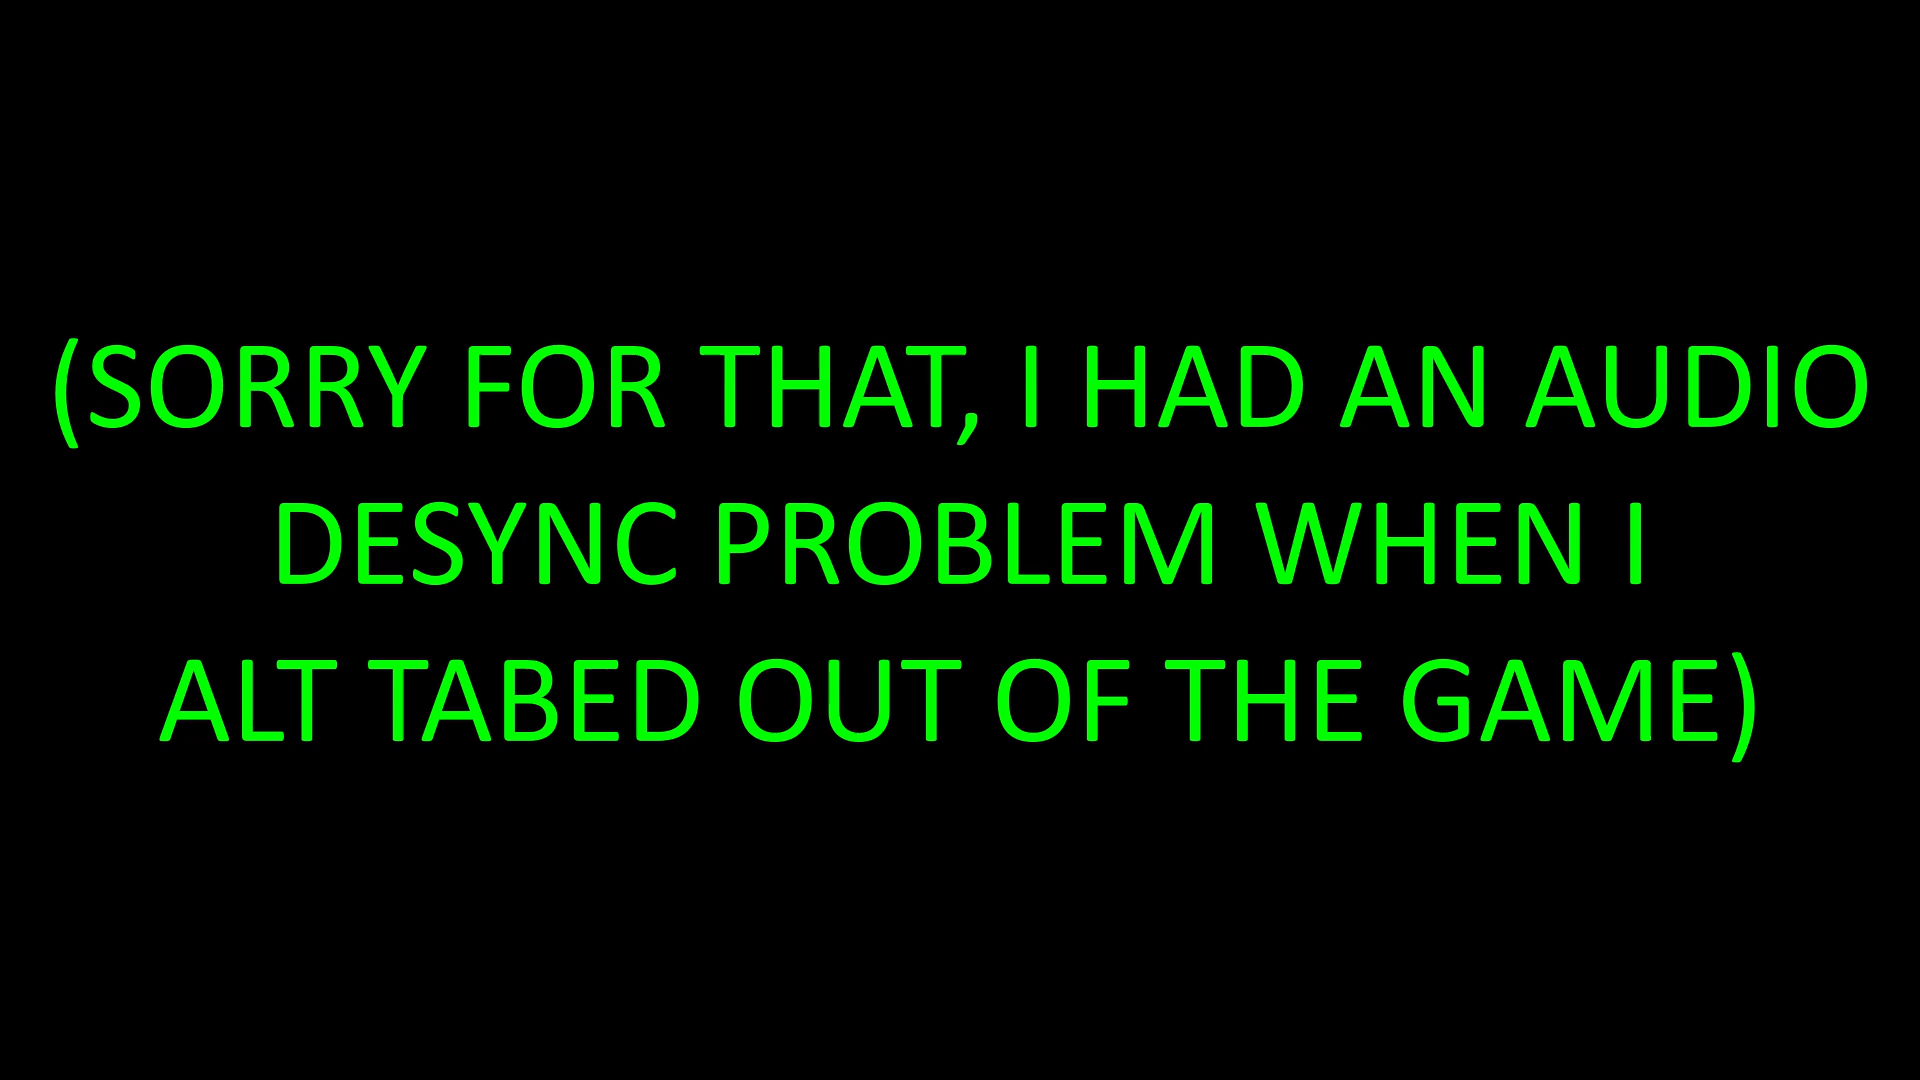 (SORRY FOR THAT, I HAD AN AUDIO
DESYNC PROBLEM WHEN I
ALT TABED OUT OF THE GAME)